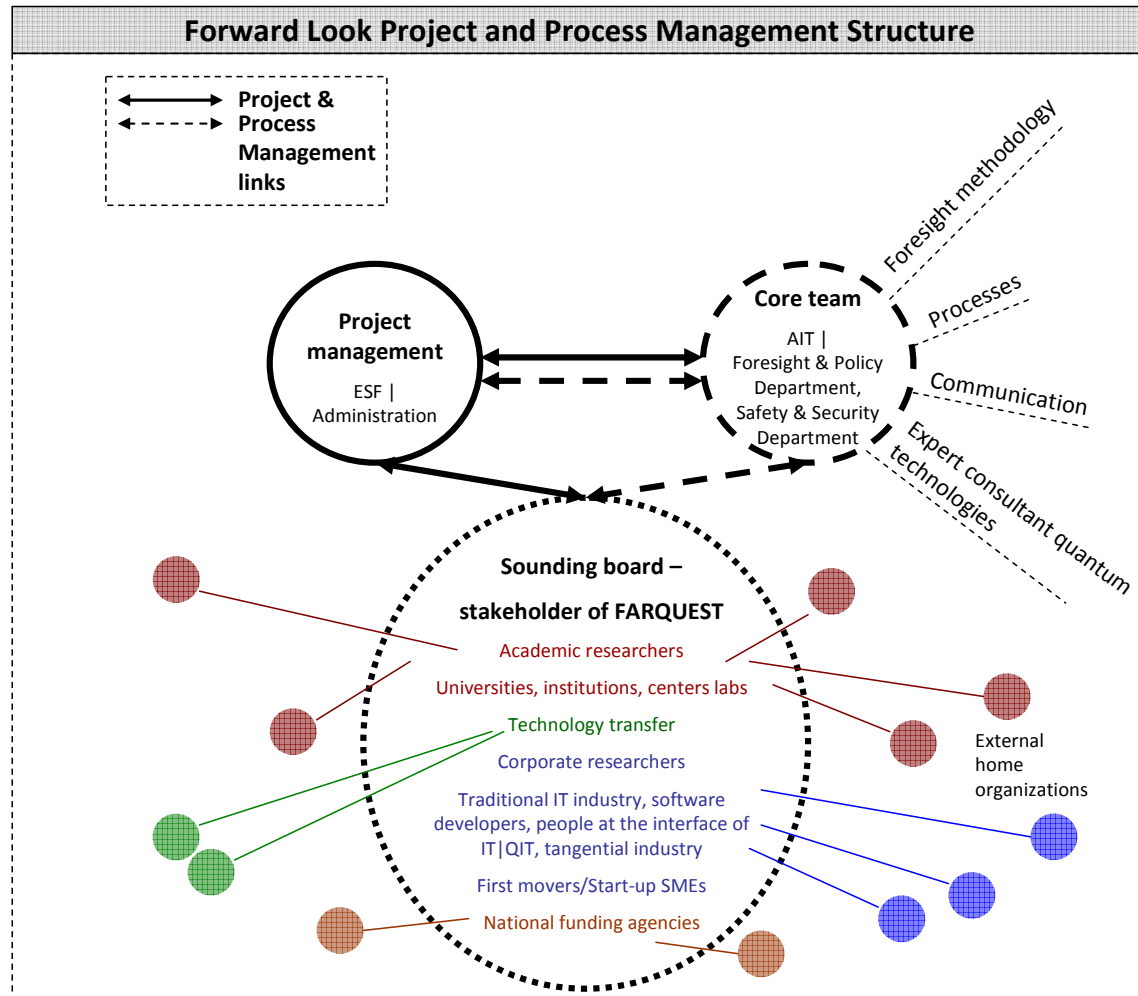 Forward Look Project and Process Management Structure
Project &
Process
Management
links
Foresight methodology
Processes
Communication
Expert consultant quantum
technologies
Project
management
ESF |
Administration
Core team
AIT |
Foresight & Policy
Department,
Safety & Security
Department
Sounding board –
stakeholder of FARQUEST
Academic researchers
Universities, institutions, centers labs
Technology transfer
Corporate researchers
Traditional IT industry, software
developers, people at the interface of
IT|QIT, tangential industry
First movers/Start-up SMEs
National funding agencies
External
home
organizations